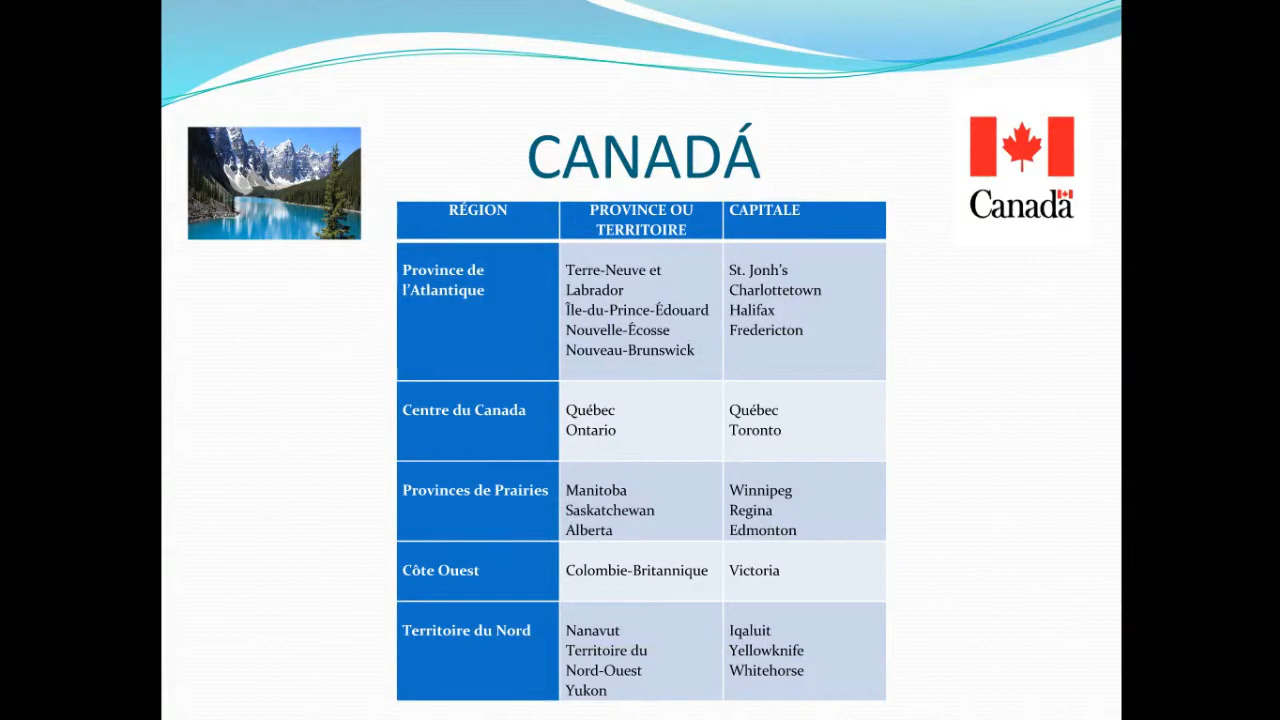 CANADÁ
Canada
RÉGION
PROVINCE OU
TERRITOIRE
CAPITALE
Province de
l'Atlantique
Terre-Neuve et
Labrador
Île-du-Prince-Édouard
Nouvelle-Écosse
Nouveau-Brunswick
St. Jonh's
Charlottetown
Halifax
Fredericton
Centre du Canada
Québec
Ontario
Québec
Toronto
Provinces de Prairies
Manitoba
Saskatchewan
Alberta
Winnipeg
Regina
Edmonton
Côte Ouest
Colombie-Britannique
Victoria
Territoire du Nord
Nanavut
Territoire du
Nord-Ouest
Yukon
Iqaluit
Yellowknife
Whitehorse